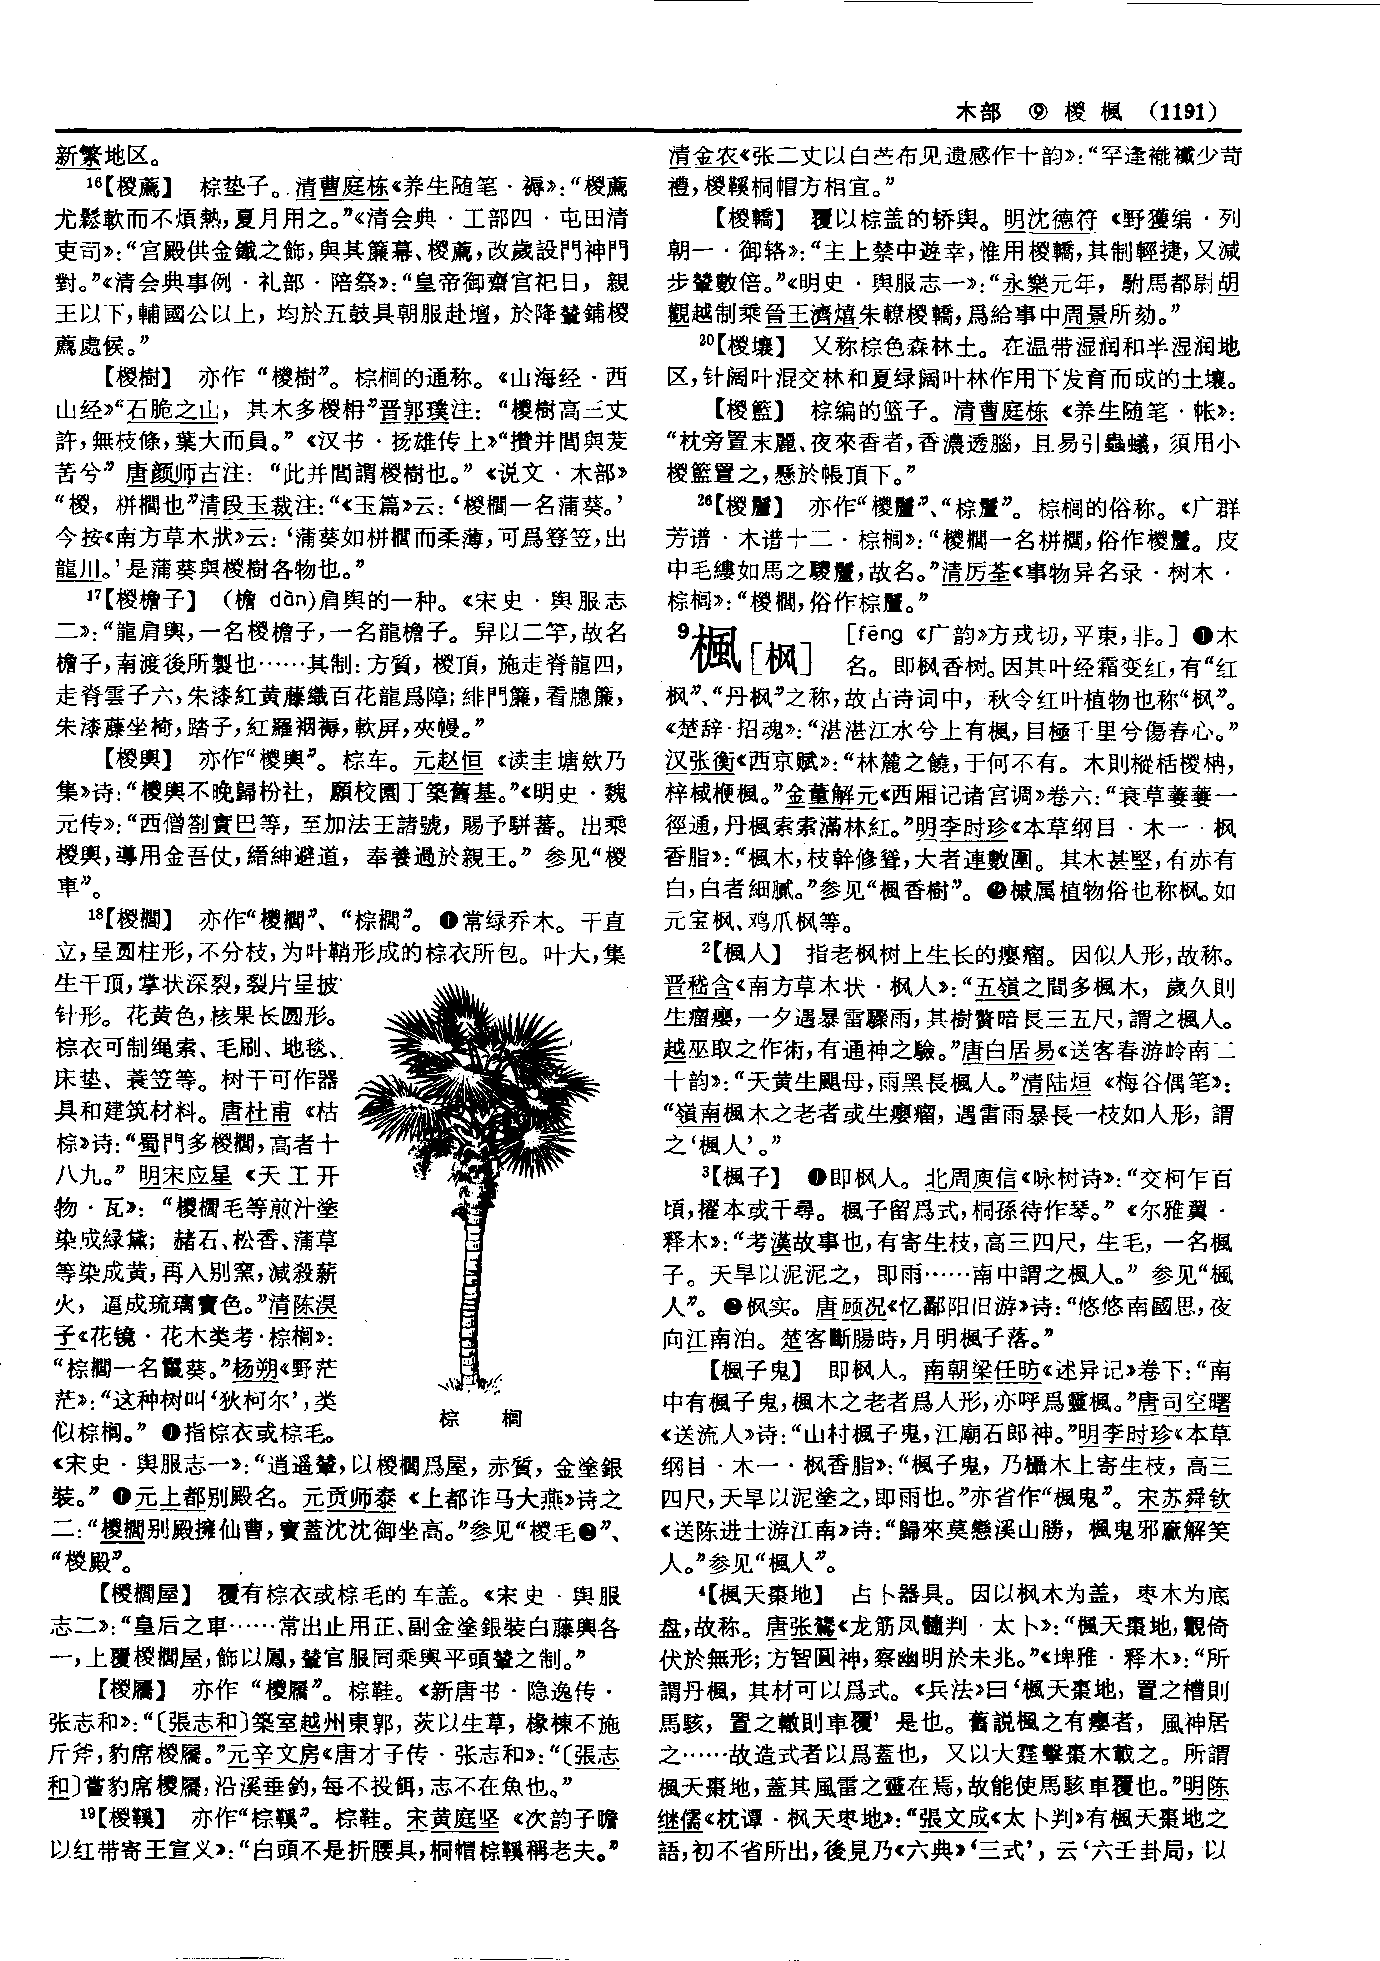 木部 ⑨ 椶 楓 (1191)
新繁地区。
¹⁶【椶薦】 棕垫子。清曹庭栋《养生随笔·褥》：“椶薦
尤鬆軟而不煩熱，夏月用之。”《清会典·工部四·屯田清
吏司》：“宫殿供金鐵之飾，與其簾幕、椶薦，改歲設門神門
對。”《清会典事例·礼部·陪祭》：“皇帝御齋宫祀日，親
王以下，輔國公以上，均於五鼓具朝服赴壇，於降輦鋪椶
薦處候。”
【椶樹】 亦作“椶樹”。棕榈的通称。《山海经·西
山经》“石脆之山，其木多椶枏”晋郭璞注：“椶樹高三丈
許，無枝條，葉大而員。”《汉书·扬雄传上》“攢并閭與茇
苦兮”唐颜师古注：“此并閭謂椶樹也。”《说文·木部》
“椶，栟櫚也”清段玉裁注：“《玉篇》云：‘椶櫚一名蒲葵。’
今按《南方草木狀》云：‘蒲葵如栟櫚而柔薄，可爲簦笠，出
龍川。’是蒲葵與椶樹各物也。”
¹⁷【椶檐子】 （檐 dàn）肩舆的一种。《宋史·舆服志
二》：“龍肩輿，一名椶檐子，一名龍檐子。舁以二竿，故名
檐子，南渡後所製也……其制：方質，椶頂，施走脊龍四，
走脊雲子六，朱漆紅黄藤織百花龍爲障；緋門簾，看牕簾，
朱漆藤坐椅，踏子，紅羅裀褥，軟屏，夾幔。”
【椶輿】 亦作“椶輿”。棕车。元赵恒《读圭塘欸乃
集》诗：“椶輿不晚歸枌社，願校園丁築舊基。”《明史·魏
元传》：“西僧劄實巴等，至加法王諸號，賜予駢蕃。出乘
椶輿，導用金吾仗，縉紳避道，奉養過於親王。”参见“椶
車”。
¹⁸【椶櫚】 亦作“椶櫚”、“棕櫚”。❶常绿乔木。干直
立，呈圆柱形，不分枝，为叶鞘形成的棕衣所包。叶大，集
生干顶，掌状深裂，裂片呈披
针形。花黄色，核果长圆形。
棕衣可制绳索、毛刷、地毯、
床垫、蓑笠等。树干可作器
具和建筑材料。唐杜甫《枯
棕》诗：“蜀門多椶櫚，高者十
八九。”明宋应星《天工开
物·瓦》：“椶櫚毛等煎汁塗
染成緑黛；赭石、松香、蒲草
等染成黄，再入别窯，減殺薪
火，逼成琉璃寶色。”清陈淏
子《花镜·花木类考·棕榈》：
“棕櫚一名鬣葵。”杨朔《野茫
茫》：“这种树叫‘狄柯尔’，类
似棕榈。”❶指棕衣或棕毛。
棕 榈
《宋史·舆服志一》：“逍遥輦，以椶櫚爲屋，赤質，金塗銀
裝。”❶元上都别殿名。元贡师泰《上都诈马大燕》诗之
二：“椶櫚别殿擁仙曹，寶蓋沈沈御坐高。”参见“椶毛❷”、
“椶殿”。
【椶櫚屋】 覆有棕衣或棕毛的车盖。《宋史·舆服
志二》：“皇后之車……常出止用正、副金塗銀裝白藤輿各
一，上覆椶櫚屋，飾以鳳，輦官服同乘輿平頭輦之制。”
【椶屩】 亦作“椶屩”。棕鞋。《新唐书·隐逸传·
张志和》：“〔張志和〕築室越州東郭，茨以生草，椽棟不施
斤斧，豹席椶屩。”元辛文房《唐才子传·张志和》：“〔張志
和〕嘗豹席椶屩，沿溪垂釣，每不投餌，志不在魚也。”
¹⁹【椶鞵】 亦作“棕鞵”。棕鞋。宋黄庭坚《次韵子瞻
以红带寄王宣义》：“白頭不是折腰具，桐帽棕鞵稱老夫。”
清金农《张二丈以白苎布见遗感作十韵》：“罕逢褦襶少苛
禮，椶鞵桐帽方相宜。”
【椶轎】 覆以棕盖的轿舆。明沈德符《野獲编·列
朝一·御辂》：“主上禁中遊幸，惟用椶轎，其制輕捷，又減
步輦數倍。”《明史·舆服志一》：“永樂元年，駙馬都尉胡
觀越制乘晉王濟熺朱轑椶轎，爲給事中周景所劾。”
²⁰【椶壤】 又称棕色森林土。在温带湿润和半湿润地
区，针阔叶混交林和夏绿阔叶林作用下发育而成的土壤。
【椶籃】 棕编的篮子。清曹庭栋《养生随笔·帐》：
“枕旁置末麗、夜來香者，香濃透腦，且易引蟲蟻，須用小
椶籃置之，懸於帳頂下。”
²⁶【椶鬣】 亦作“椶鬣”、“棕鬣”。棕榈的俗称。《广群
芳谱·木谱十二·棕榈》：“椶櫚一名栟櫚，俗作椶鬣。皮
中毛縷如馬之騣鬣，故名。”清厉荃《事物异名录·树木·
棕榈》：“椶櫚，俗作棕鬣。”
⁹楓［枫］ ［fēng《广韵》方戎切，平東，非。］❶木
名。即枫香树。因其叶经霜变红，有“红
枫”、“丹枫”之称，故古诗词中，秋令红叶植物也称“枫”。
《楚辞·招魂》：“湛湛江水兮上有楓，目極千里兮傷春心。”
汉张衡《西京赋》：“林麓之饒，于何不有。木則樅栝椶柟，
梓棫楩楓。”金董解元《西厢记诸宫调》卷六：“衰草萋萋一
徑通，丹楓索索滿林紅。”明李时珍《本草纲目·木一·枫
香脂》：“楓木，枝幹修聳，大者連數圍。其木甚堅，有赤有
白，白者細膩。”参见“楓香樹”。❷槭属植物俗也称枫。如
元宝枫、鸡爪枫等。
²【楓人】 指老枫树上生长的瘿瘤。因似人形，故称。
晋嵇含《南方草木状·枫人》：“五嶺之間多楓木，歲久則
生瘤癭，一夕遇暴雷驟雨，其樹贅暗長三五尺，謂之楓人。
越巫取之作術，有通神之驗。”唐白居易《送客春游岭南二
十韵》：“天黄生颶母，雨黑長楓人。”清陆烜《梅谷偶笔》：
“嶺南楓木之老者或生癭瘤，遇雷雨暴長一枝如人形，謂
之‘楓人’。”
³【楓子】 ❶即枫人。北周庾信《咏树诗》：“交柯乍百
頃，擢本或千尋。楓子留爲式，桐孫待作琴。”《尔雅翼·
释木》：“考漢故事也，有寄生枝，高三四尺，生毛，一名楓
子。天旱以泥泥之，即雨……南中謂之楓人。”参见“楓
人”。❷枫实。唐顾况《忆鄱阳旧游》诗：“悠悠南國思，夜
向江南泊。楚客斷腸時，月明楓子落。”
【楓子鬼】 即枫人。南朝梁任昉《述异记》卷下：“南
中有楓子鬼，楓木之老者爲人形，亦呼爲靈楓。”唐司空曙
《送流人》诗：“山村楓子鬼，江廟石郎神。”明李时珍《本草
纲目·木一·枫香脂》：“楓子鬼，乃欇木上寄生枝，高三
四尺，天旱以泥塗之，即雨也。”亦省作“楓鬼”。宋苏舜钦
《送陈进士游江南》诗：“歸來莫戀溪山勝，楓鬼邪廠解笑
人。”参见“楓人”。
⁴【楓天棗地】 占卜器具。因以枫木为盖，枣木为底
盘，故称。唐张鷟《龙筋凤髓判·太卜》：“楓天棗地，觀倚
伏於無形；方智圓神，察幽明於未兆。”《埤雅·释木》：“所
謂丹楓，其材可以爲式。《兵法》曰‘楓天棗地，置之槽則
馬駭，置之轍則車覆’是也。舊説楓之有癭者，風神居
之……故造式者以爲蓋也，又以大霆擊棗木載之。所謂
楓天棗地，蓋其風雷之靈在焉，故能使馬駭車覆也。”明陈
继儒《枕谭·枫天枣地》：“張文成《太卜判》有楓天棗地之
語，初不省所出，後見乃《六典》‘三式’，云‘六壬卦局，以